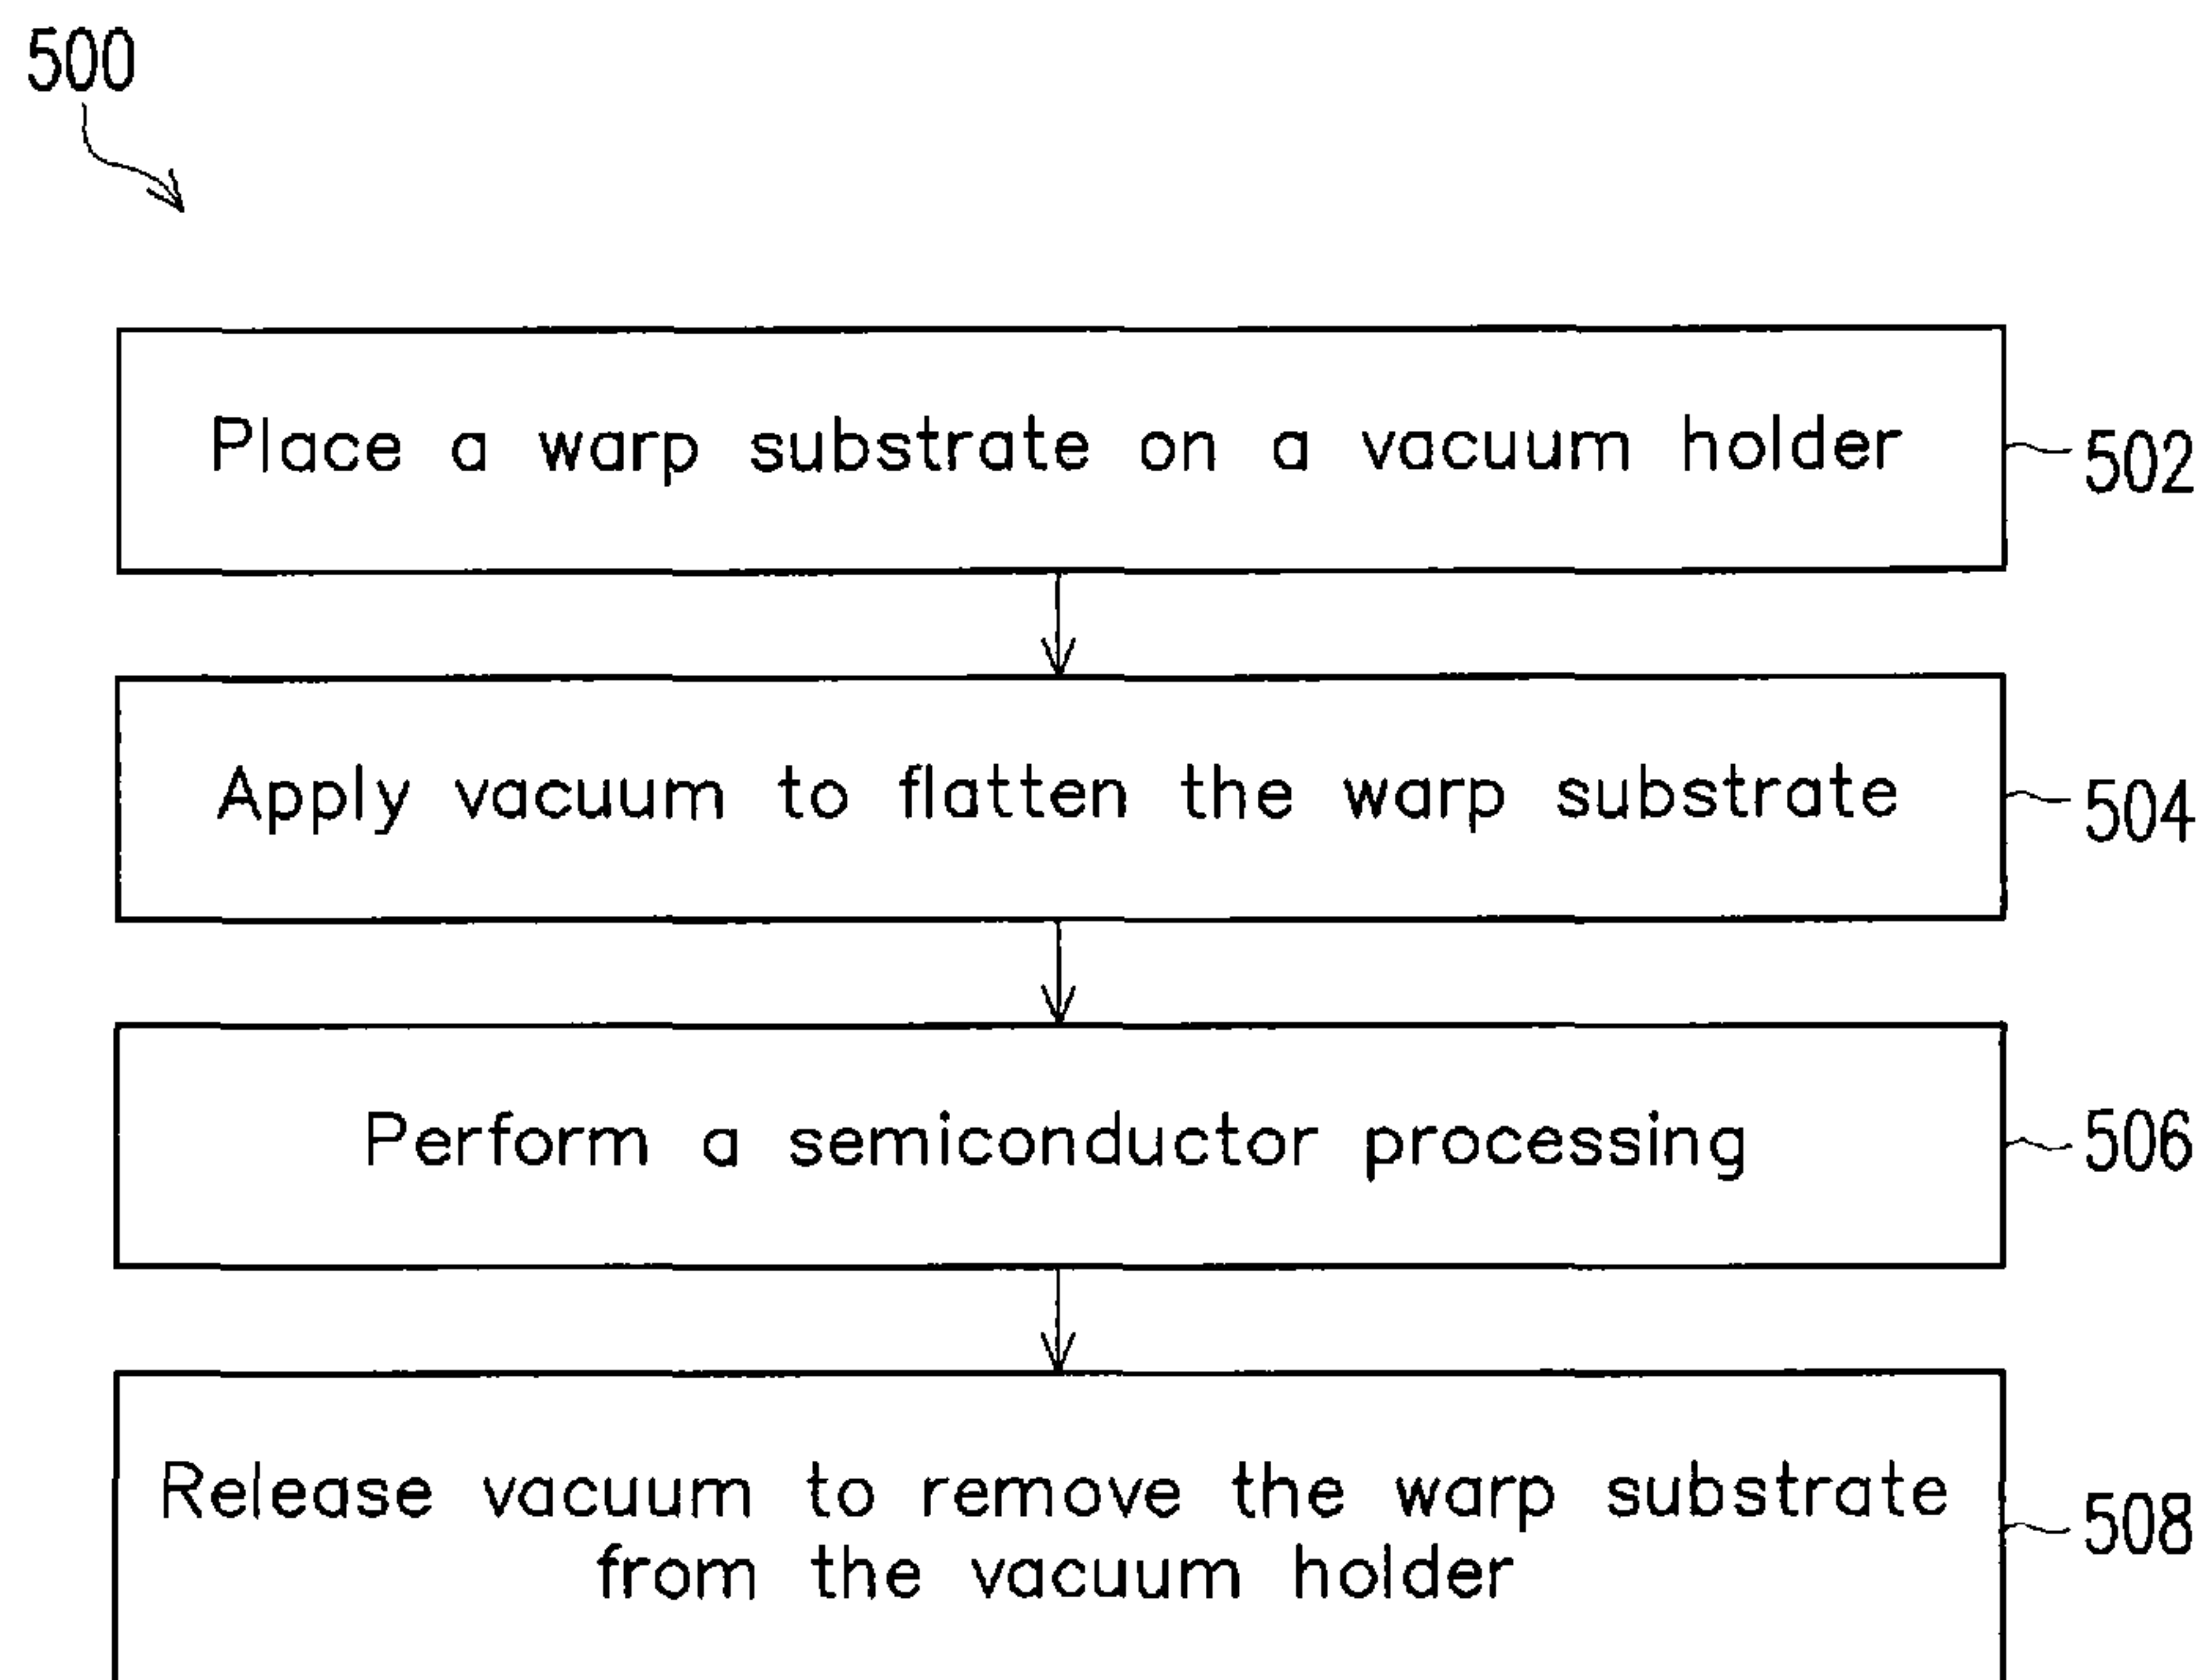 500
Place a warp substrate on a vacuum holder
502
Apply vacuum to flatten the warp substrate
504
Perform a semiconductor processing
506
Release vacuum to remove the warp substrate
from the vacuum holder
508